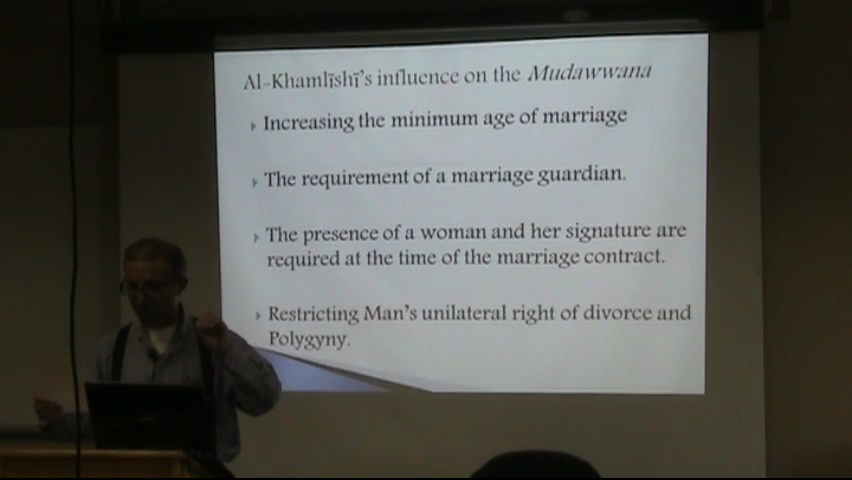 Al-Khamlīshī's influence on the Mudawwana
Increasing the minimum age of marriage
The requirement of a marriage guardian.
The presence of a woman and her signature are
required at the time of the marriage contract.
Restricting Man's unilateral right of divorce and
Polygyny.